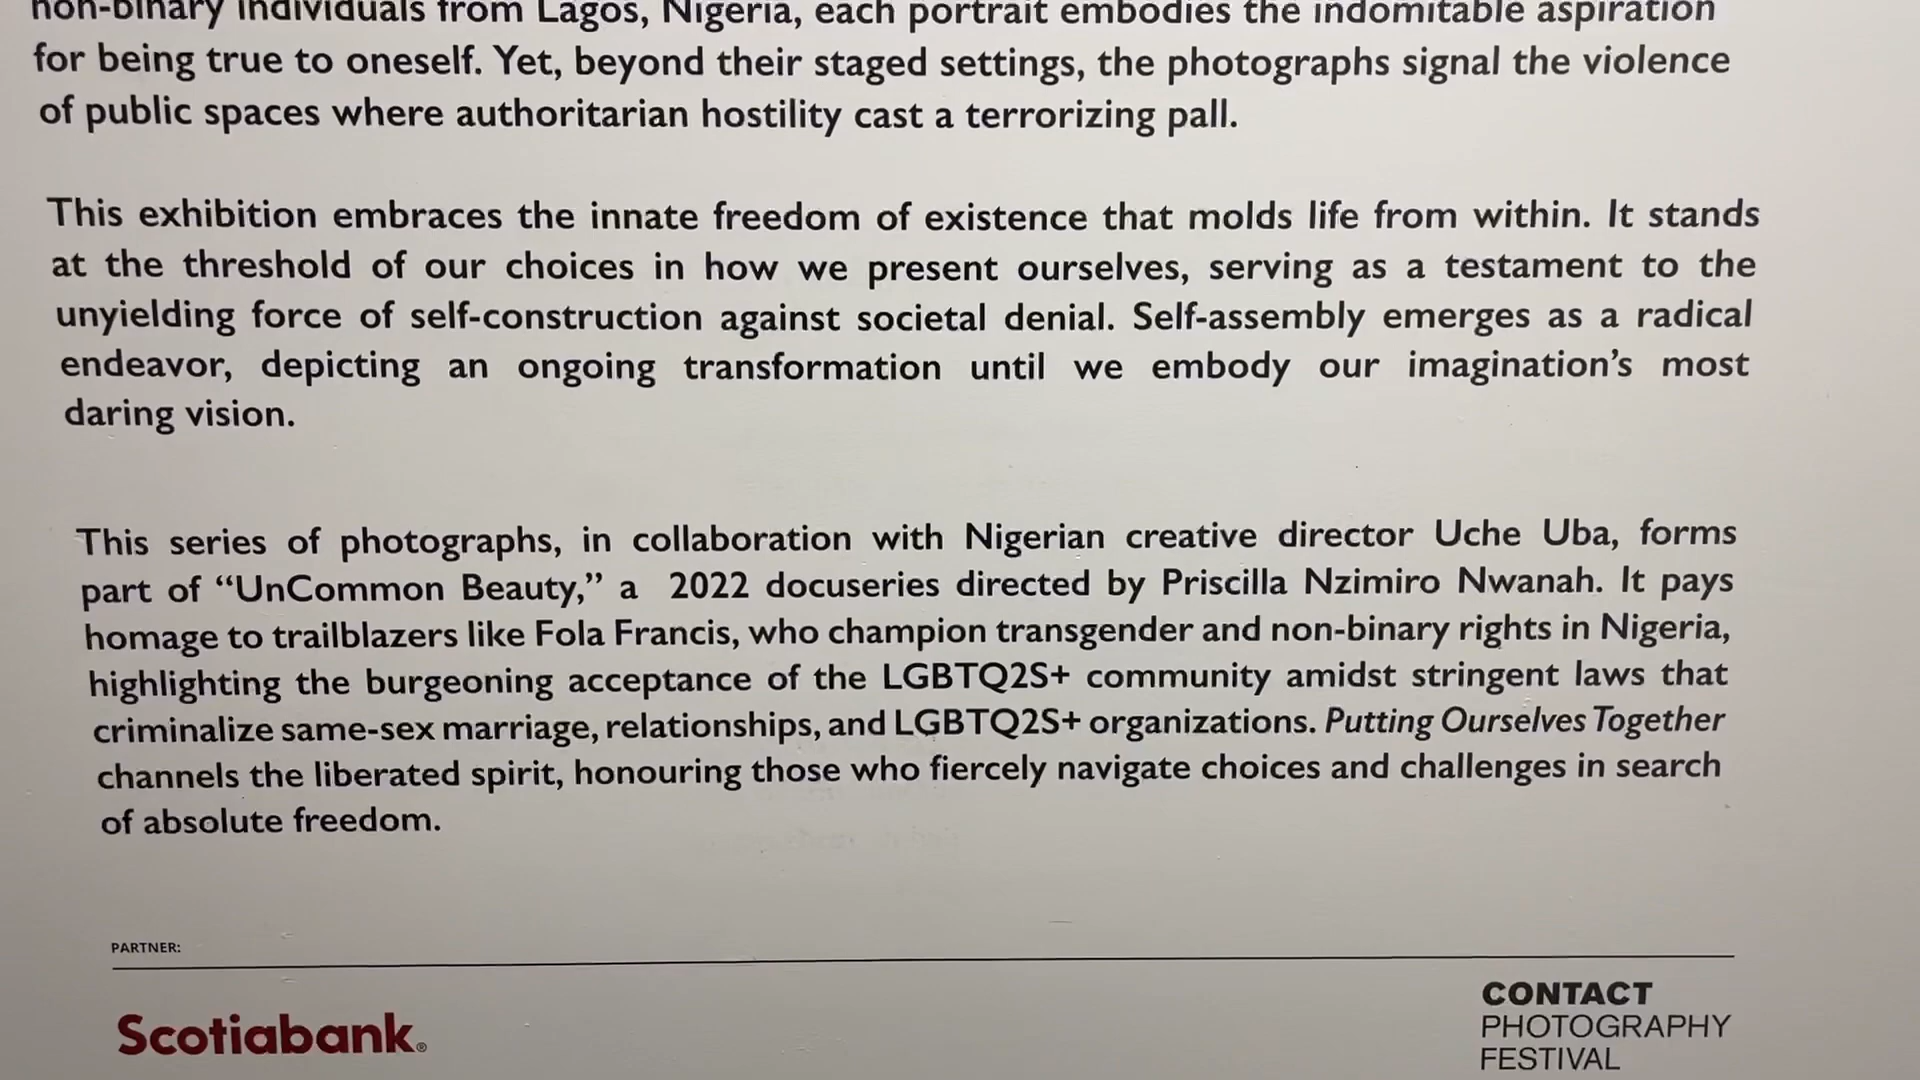 non-binary individuals from Lagos, Nigeria, each portrait embodies the indomitable aspiration
for being true to oneself. Yet, beyond their staged settings, the photographs signal the violence
of public spaces where authoritarian hostility cast a terrorizing pall.
This exhibition embraces the innate freedom of existence that molds life from within. It stands
at the threshold of our choices in how we present ourselves, serving as a testament to the
unyielding force of self-construction against societal denial. Self-assembly emerges as a radical
endeavor, depicting an ongoing transformation until we embody our imagination’s most
daring vision.
This series of photographs, in collaboration with Nigerian creative director Uche Uba, forms
part of “UnCommon Beauty,” a 2022 docuseries directed by Priscilla Nzimiro Nwanah. It pays
homage to trailblazers like Fola Francis, who champion transgender and non-binary rights in Nigeria,
highlighting the burgeoning acceptance of the LGBTQ2S+ community amidst stringent laws that
criminalize same-sex marriage, relationships, and LGBTQ2S+ organizations. Putting Ourselves Together
channels the liberated spirit, honouring those who fiercely navigate choices and challenges in search
of absolute freedom.
PARTNER:
Scotiabank®
CONTACT
PHOTOGRAPHY
FESTIVAL